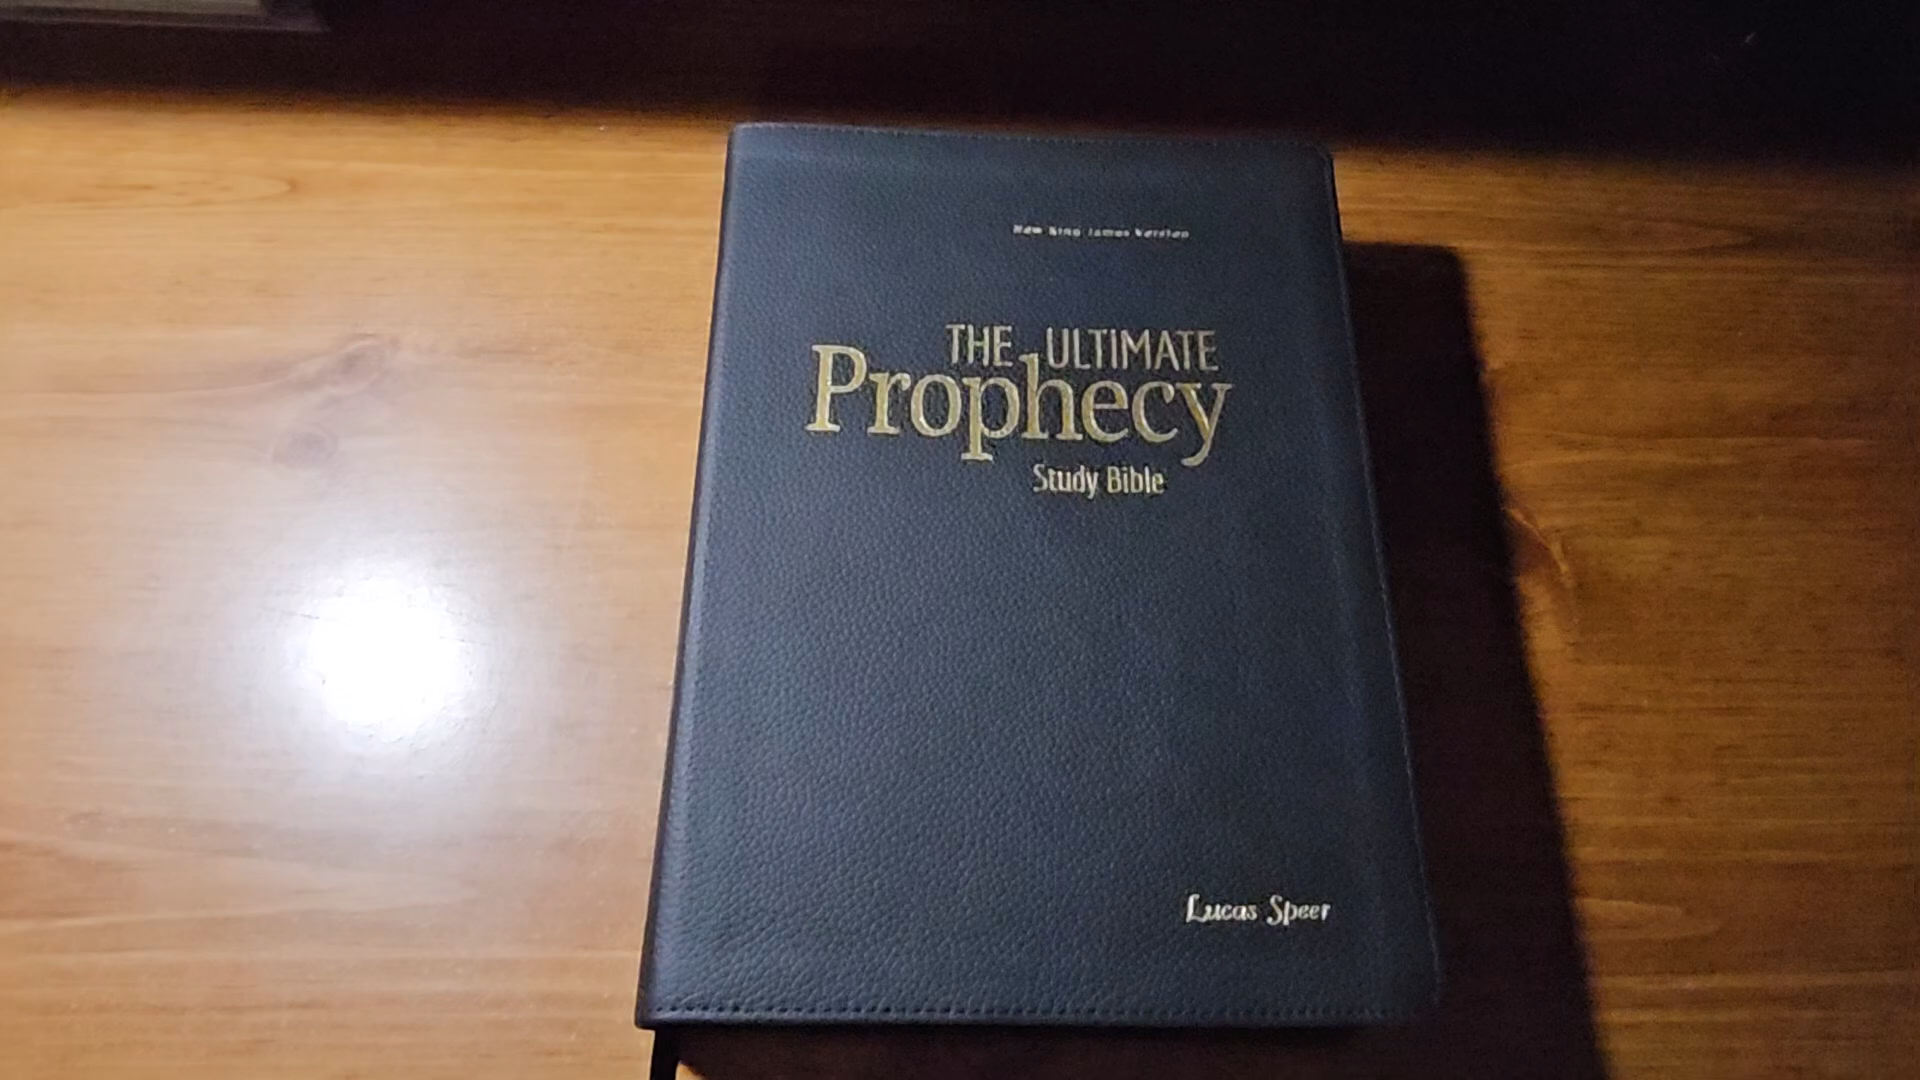 New King James Version
THE ULTIMATE
Prophecy
Study Bible
Lucas Speer